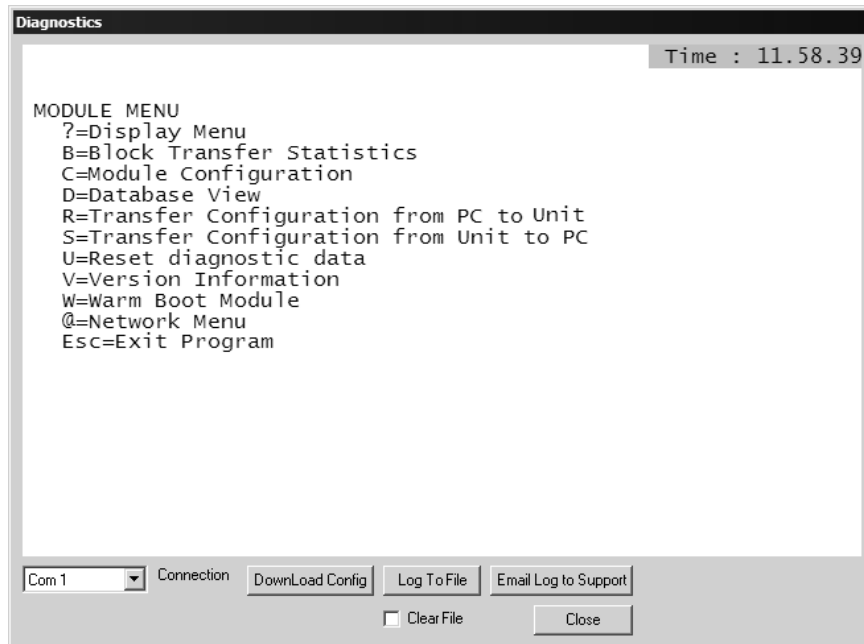 Diagnostics
Time : 11.58.39
MODULE MENU
?=Display Menu
B=Block Transfer Statistics
C=Module Configuration
D=Database View
R=Transfer Configuration from PC to Unit
S=Transfer Configuration from Unit to PC
U=Reset diagnostic data
V=Version Information
W=Warm Boot Module
@=Network Menu
Esc=Exit Program
Com 1 Connection DownLoad Config Log To File Email Log to Support
Clear File Close